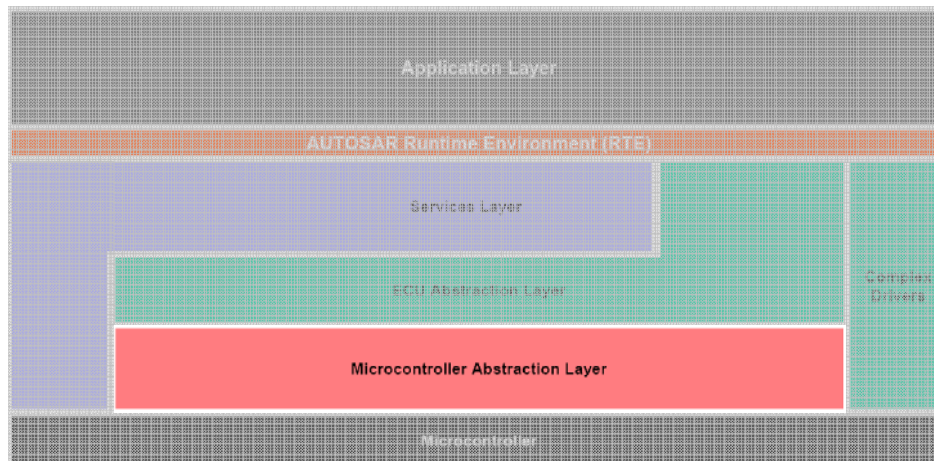 Application Layer
AUTOSAR Runtime Environment (RTE)
Services Layer
ECU Abstraction Layer
Complex
Drivers
Microcontroller Abstraction Layer
Microcontroller